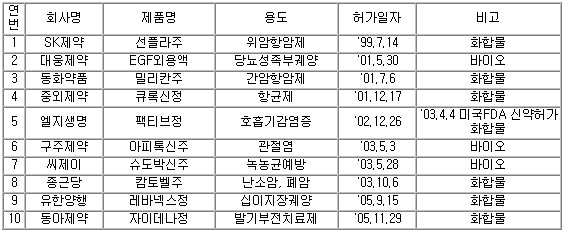 연번 회사명 제품명 용도 허가일자 비고
1 SK제약 선플라주 위암항암제 '99,7,14 화합물
2 대웅제약 EGF외용액 당뇨성족부궤양 '01,5,30 바이오
3 동화약품 밀리칸주 간암항암제 '01,7,6 화합물
4 중외제약 큐록신정 항균제 '01,12,17 화합물
5 엘지생명 팩티브정 호흡기감염증 '02,12,26 '03,4,4 미국FDA 신약허가
화합물
6 구주제약 아피톡신주 관절염 '03,5,3 바이오
7 씨제이 슈도박신주 녹농균예방 '03,5,28 바이오
8 종근당 캄토벨주 난소암, 폐암 '03,10,6 화합물
9 유한양행 레바넥스정 십이지장궤양 '05,9,15 화합물
10 동아제약 자이데나정 발기부전치료제 '05,11,29 화합물